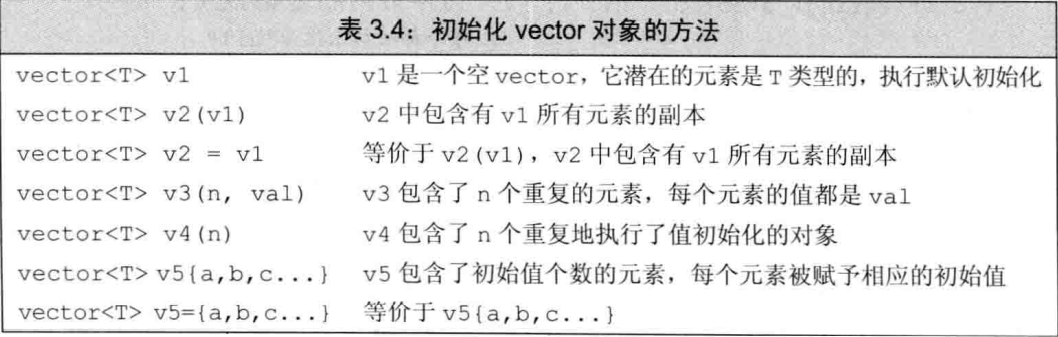 表 3.4：初始化 vector 对象的方法
vector<T> v1 v1 是一个空 vector，它潜在的元素是 T 类型的，执行默认初始化
vector<T> v2(v1) v2 中包含有 v1 所有元素的副本
vector<T> v2 = v1 等价于 v2(v1)，v2 中包含有 v1 所有元素的副本
vector<T> v3(n, val) v3 包含了 n 个重复的元素，每个元素的值都是 val
vector<T> v4(n) v4 包含了 n 个重复地执行了值初始化的对象
vector<T> v5{a,b,c...} v5 包含了初始值个数的元素，每个元素被赋予相应的初始值
vector<T> v5={a,b,c...} 等价于 v5{a,b,c...}